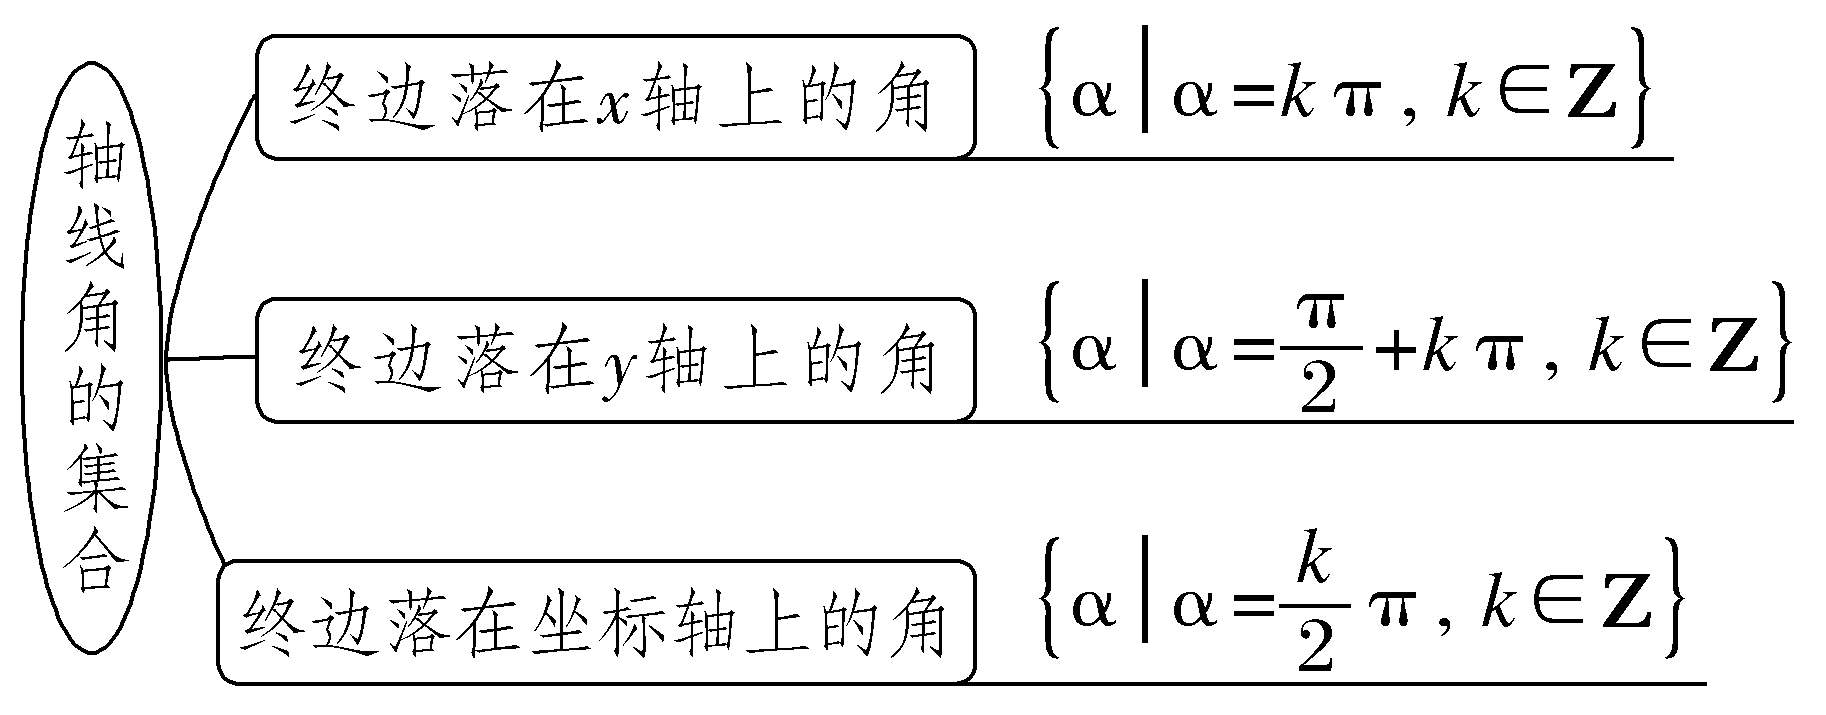 轴线角的集合
终边落在x轴上的角 {α|α=kπ, k∈Z}
终边落在y轴上的角 {α|α=π/2+kπ, k∈Z}
终边落在坐标轴上的角 {α|α=k/2π, k∈Z}